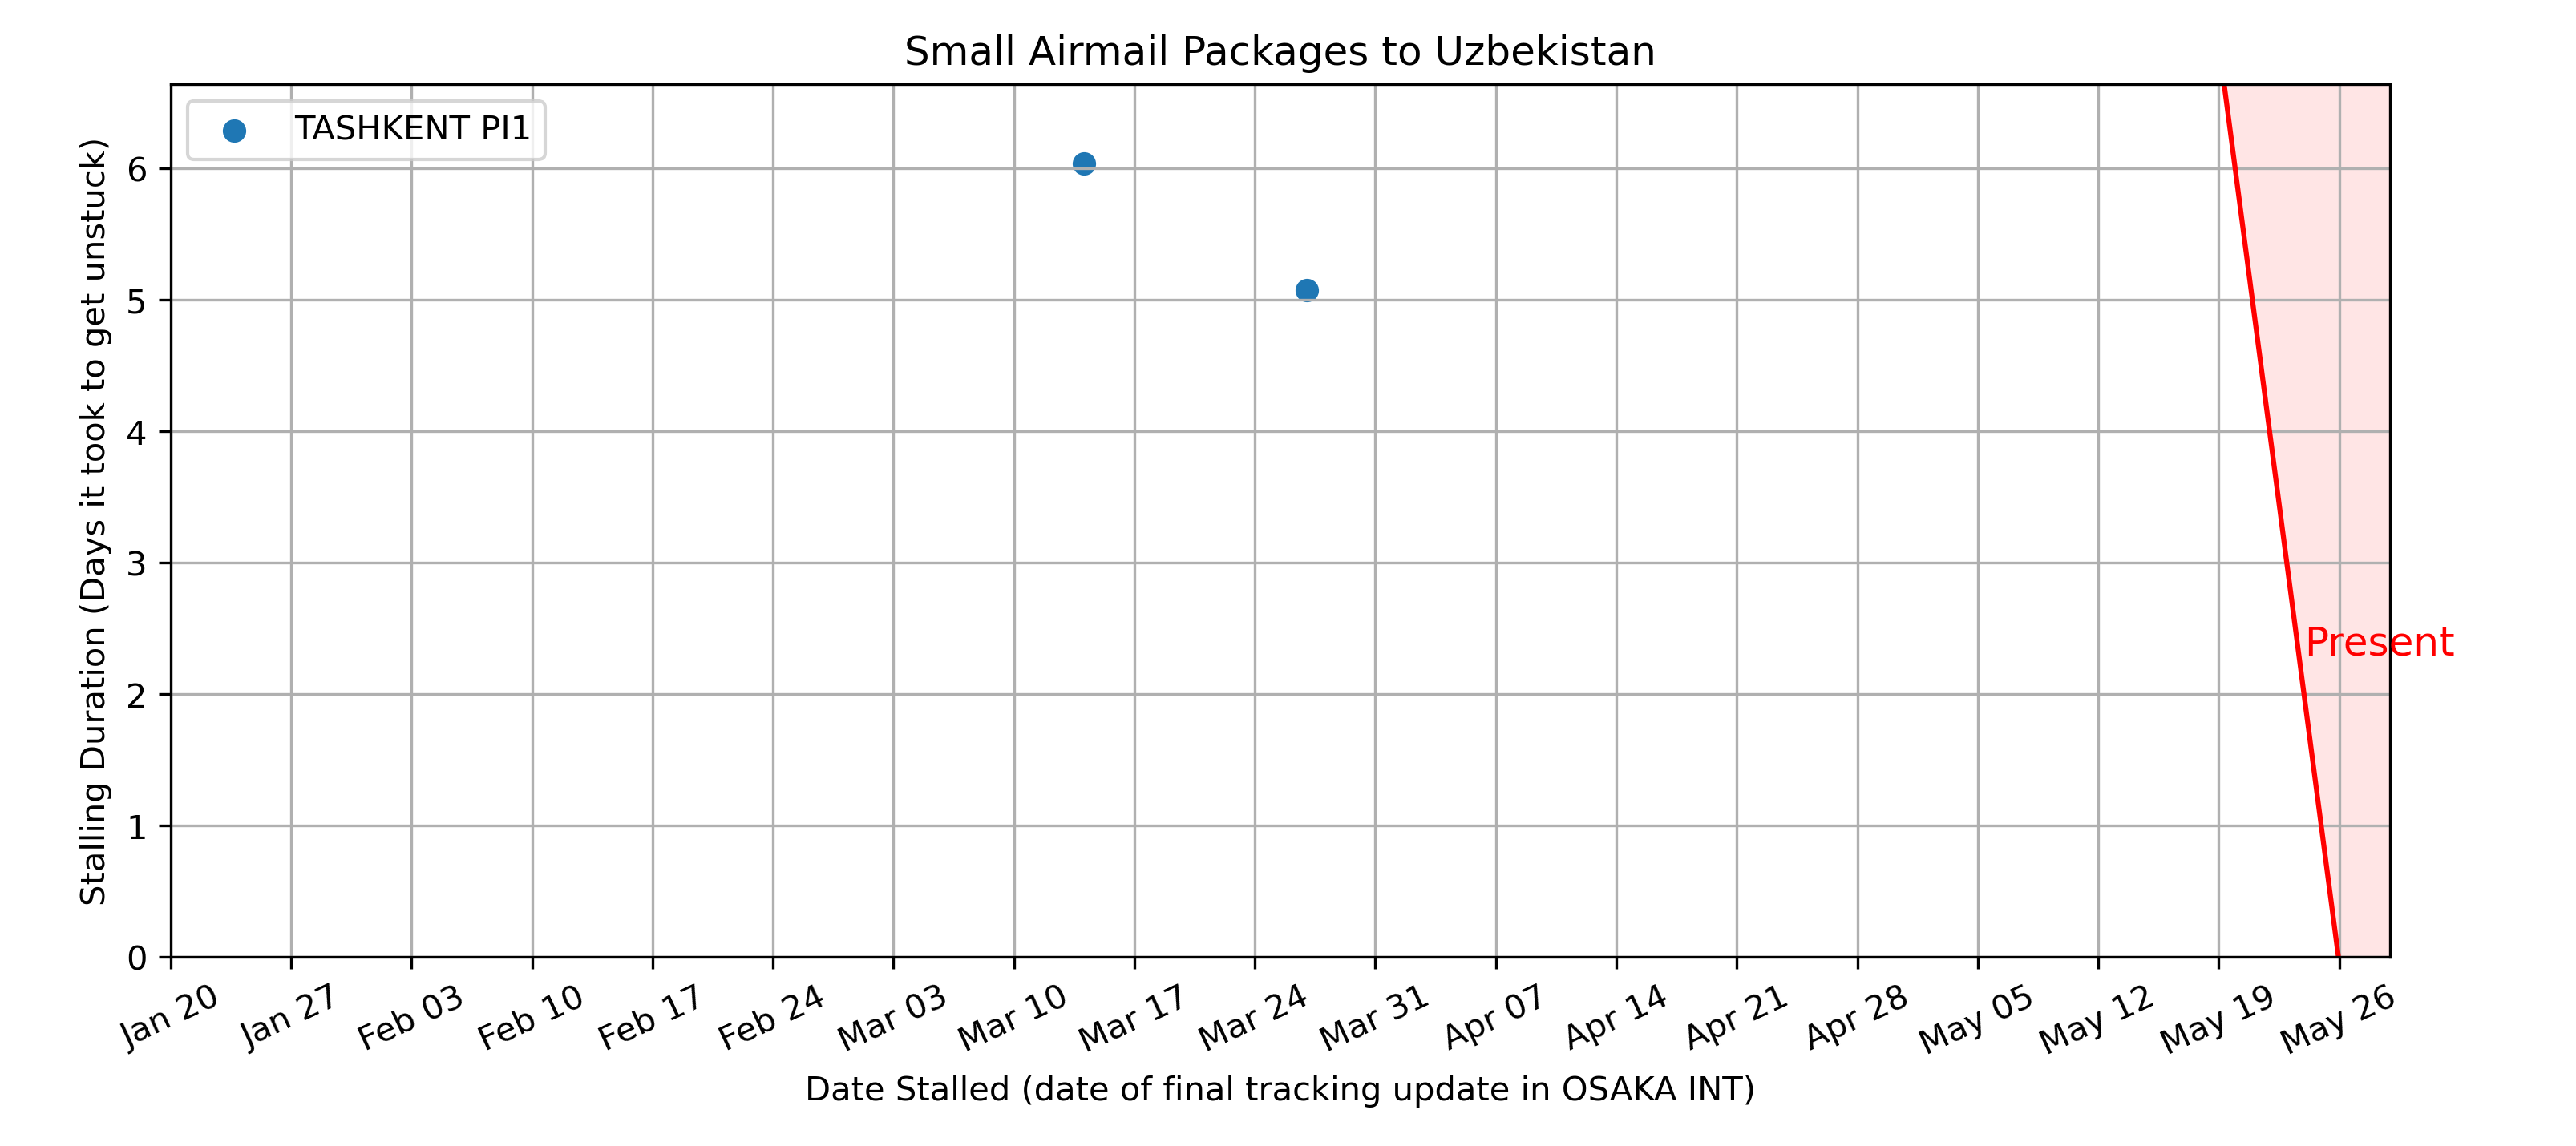 Small Airmail Packages to Uzbekistan
TASHKENT PI1
Stalling Duration (Days it took to get unstuck)
6
5
4
3
2
1
0
Present
Jan 20
Jan 27
Feb 03
Feb 10
Feb 17
Feb 24
Mar 03
Mar 10
Mar 17
Mar 24
Mar 31
Apr 07
Apr 14
Apr 21
Apr 28
May 05
May 12
May 19
May 26
Date Stalled (date of final tracking update in OSAKA INT)